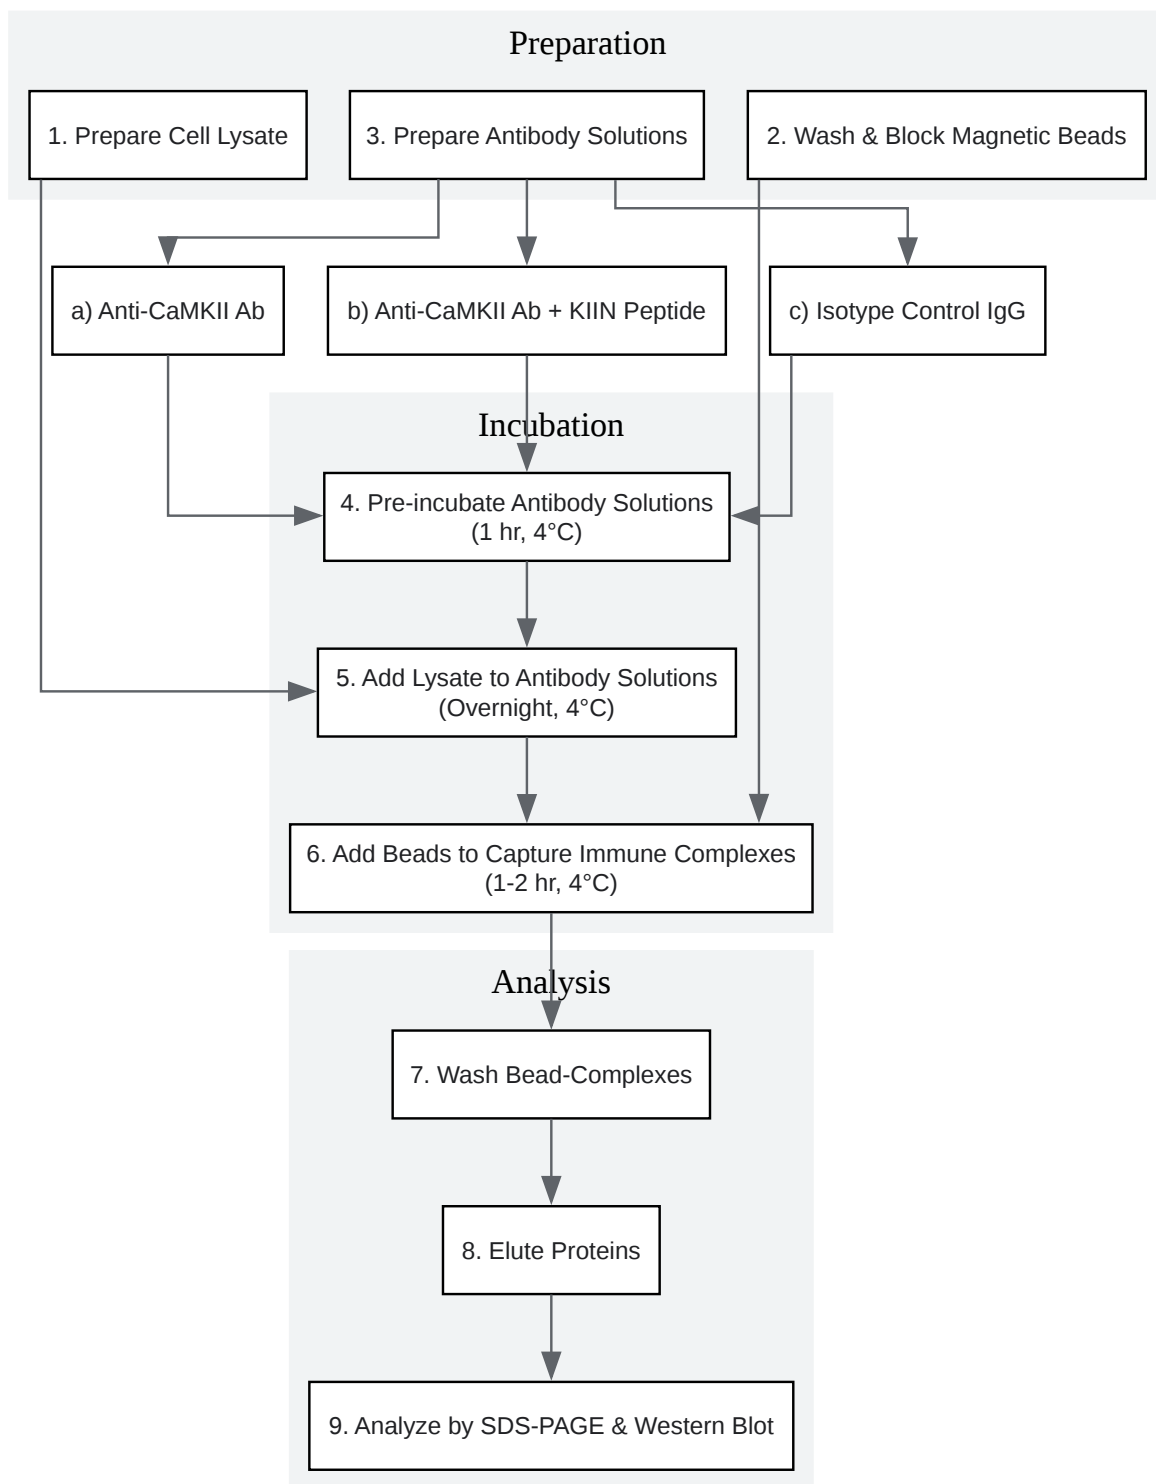 Preparation
1. Prepare Cell Lysate
3. Prepare Antibody Solutions
2. Wash & Block Magnetic Beads
a) Anti-CaMKII Ab
b) Anti-CaMKII Ab + KIIN Peptide
c) Isotype Control IgG
Incubation
4. Pre-incubate Antibody Solutions
(1 hr, 4°C)
5. Add Lysate to Antibody Solutions
(Overnight, 4°C)
6. Add Beads to Capture Immune Complexes
(1-2 hr, 4°C)
Analysis
7. Wash Bead-Complexes
8. Elute Proteins
9. Analyze by SDS-PAGE & Western Blot